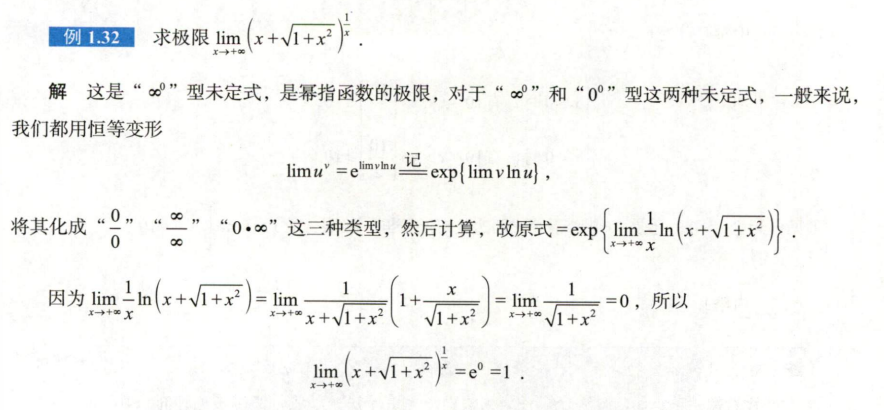 例 1.32 求极限 $\lim_{x \to +\infty} \left( x + \sqrt{1+x^2} \right)^{\frac{1}{x}}$ .
解 这是“$\infty^0$”型未定式，是幂指函数的极限，对于“$\infty^0$”和“$0^0$”型这两种未定式，一般来说，
我们都用恒等变形
$\lim u^v = e^{\lim v \ln u} \stackrel{记}{=\!=} \exp\{\lim v \ln u\}$ ，
将其化成“$\frac{0}{0}$”“$\frac{\infty}{\infty}$”“$0 \cdot \infty$”这三种类型，然后计算，故原式$=\exp\left\{ \lim_{x \to +\infty} \frac{1}{x} \ln \left( x + \sqrt{1+x^2} \right) \right\}$ .
因为 $\lim_{x \to +\infty} \frac{1}{x} \ln \left( x + \sqrt{1+x^2} \right) = \lim_{x \to +\infty} \frac{1}{x + \sqrt{1+x^2}} \left( 1 + \frac{x}{\sqrt{1+x^2}} \right) = \lim_{x \to +\infty} \frac{1}{\sqrt{1+x^2}} = 0$，所以
$\lim_{x \to +\infty} \left( x + \sqrt{1+x^2} \right)^{\frac{1}{x}} = e^0 = 1$ .